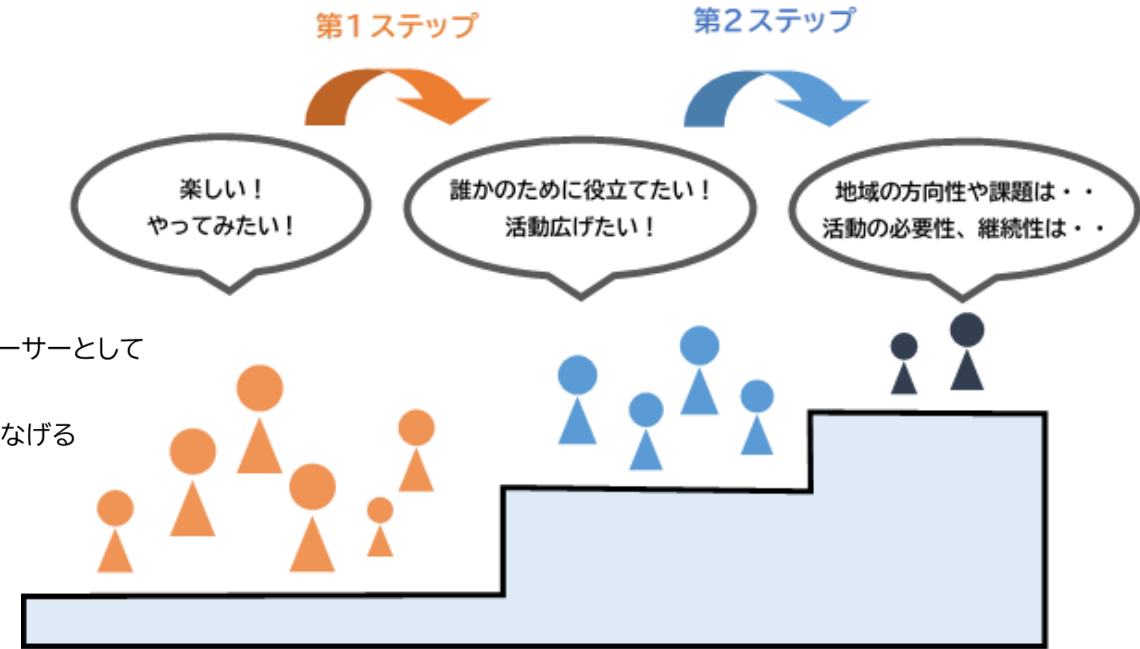 第1ステップ
第2ステップ
楽しい！
やってみたい！
誰かのために役立てたい！
活動広げたい！
地域の方向性や課題は・・
活動の必要性、継続性は・・
ーサーとして
なげる